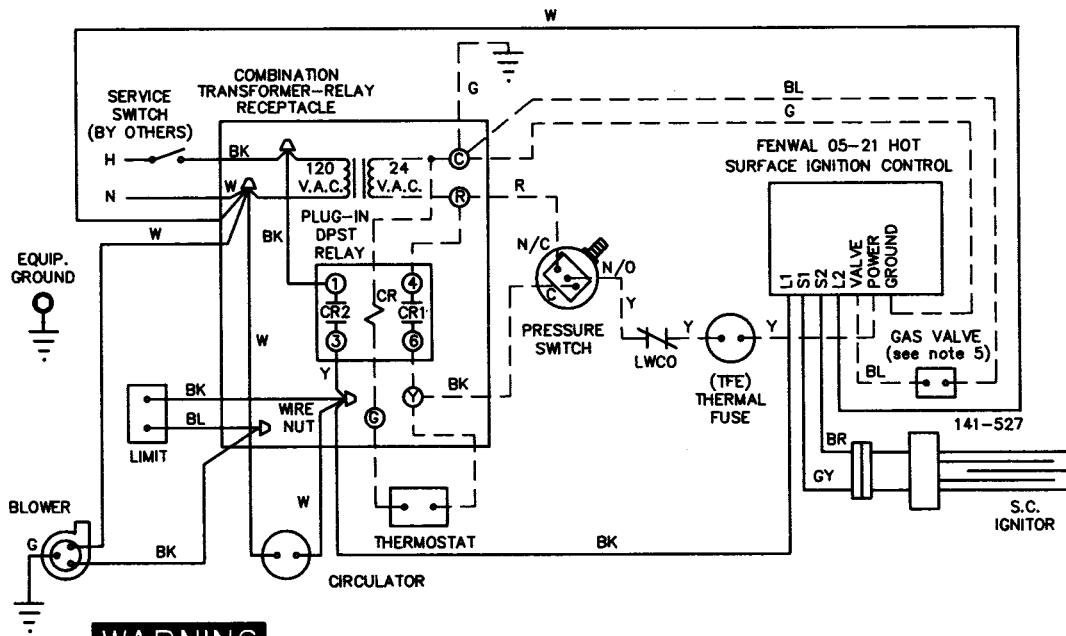 W
COMBINATION
TRANSFORMER-RELAY
RECEPTACLE
SERVICE
SWITCH
(BY OTHERS)
H
BK
N
W
120
V.A.C.
24
V.A.C.
C
R
G
R
BL
G
FENWAL 05-21 HOT
SURFACE IGNITION CONTROL
L1
S1
S2
L2
VALVE
POWER
GROUND
W
BK
PLUG-IN
DPST
RELAY
1
CR2
3
CR
4
CR1
6
N/C
N/O
C
PRESSURE
SWITCH
Y
LWCO
Y
Y
(TFE)
THERMAL
FUSE
GAS VALVE
(see note 5)
BL
141-527
EQUIP.
GROUND
W
Y
BK
BL
LIMIT
WIRE
NUT
G
Y
BK
THERMOSTAT
W
BR
GY
S.C.
IGNITOR
BLOWER
G
BK
CIRCULATOR
BK
WARNING